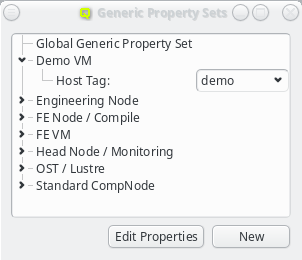 Generic Property Sets
Global Generic Property Set
Demo VM
Host Tag: demo
Engineering Node
FE Node / Compile
FE VM
Head Node / Monitoring
OST / Lustre
Standard CompNode
Edit Properties New